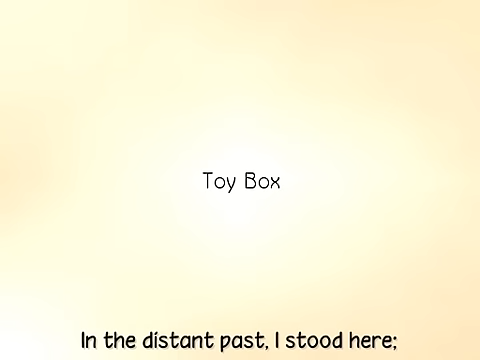 Toy Box
In the distant past, I stood here;